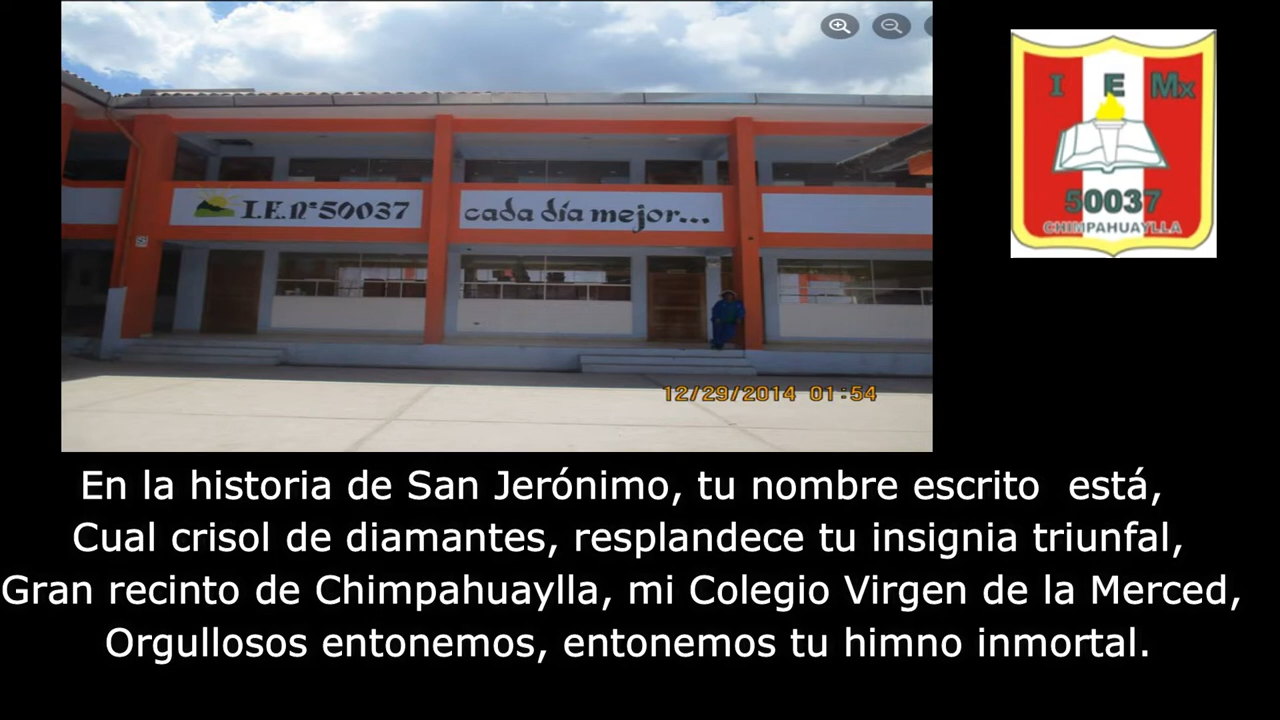 I E Mx
50037
CHIMPAHUAYLLA
I.E. Nº 50037 cada día mejor...
12/29/2014 01:54
En la historia de San Jerónimo, tu nombre escrito está,
Cual crisol de diamantes, resplandece tu insignia triunfal,
Gran recinto de Chimpahuaylla, mi Colegio Virgen de la Merced,
Orgullosos entonemos, entonemos tu himno inmortal.